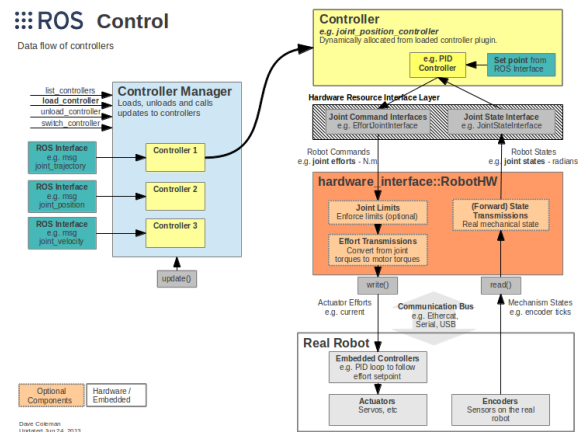 ROS Control
Data flow of controllers
list_controllers
load_controller
unload_controller
switch_controller
Controller Manager
Loads, unloads and calls
updates to controllers
ROS Interface
e.g. msg
joint_trajectory
Controller 1
ROS Interface
e.g. msg
joint_position
Controller 2
ROS Interface
e.g. msg
joint_velocity
Controller 3
update()
Controller
e.g. joint_position_controller
Dynamically allocated from loaded controller plugin.
e.g. PID
Controller
Set point from
ROS Interface
Hardware Resource Interface Layer
Joint Command Interfaces
e.g. EffortJointInterface
Joint State Interface
e.g. JointStateInterface
Robot Commands
e.g. joint efforts - N.m
Robot States
e.g. joint states - radians
hardware_interface::RobotHW
Joint Limits
Enforce limits (optional)
Effort Transmissions
Convert from joint
torques to motor torques
(Forward) State
Transmissions
Real mechanical state
write()
read()
Actuator Efforts
e.g. current
Communication Bus
e.g. Ethercat,
Serial, USB
Mechanism States
e.g. encoder ticks
Real Robot
Embedded Controllers
e.g. PID loop to follow
effort setpoint
Actuators
Servos, etc
Encoders
Sensors on the real
robot
Optional
Components
Hardware /
Embedded
Dave Coleman
Updated Jun 24, 2013